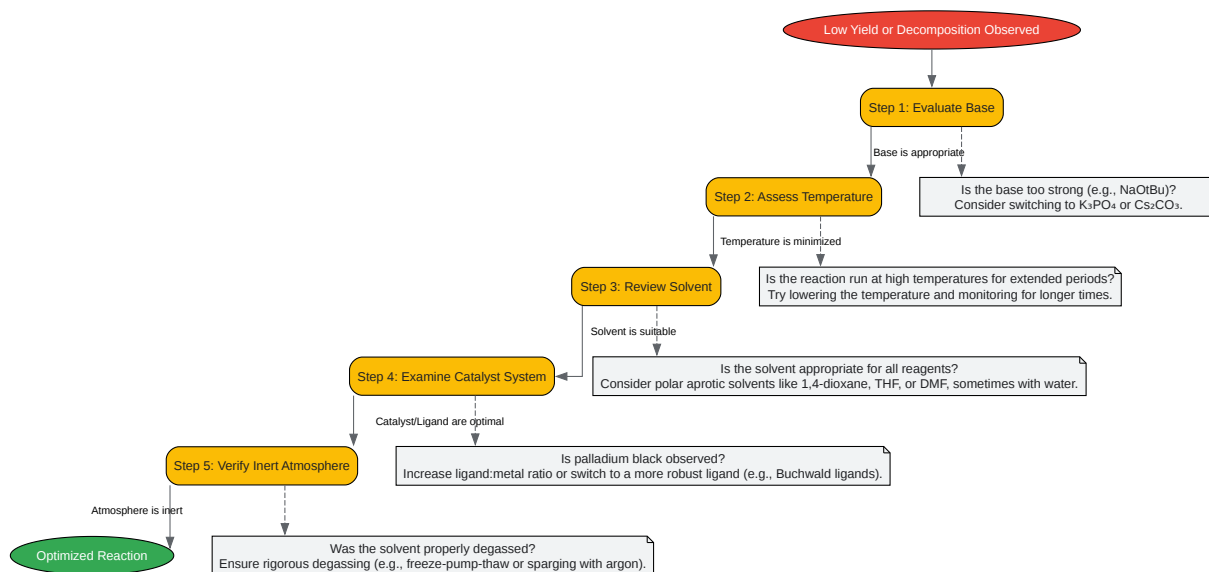 Low Yield or Decomposition Observed
Step 1: Evaluate Base
Base is appropriate
Step 2: Assess Temperature
Is the base too strong (e.g., NaOtBu)?
Consider switching to K₃PO₄ or Cs₂CO₃.
Temperature is minimized
Step 3: Review Solvent
Is the reaction run at high temperatures for extended periods?
Try lowering the temperature and monitoring for longer times.
Solvent is suitable
Step 4: Examine Catalyst System
Is the solvent appropriate for all reagents?
Consider polar aprotic solvents like 1,4-dioxane, THF, or DMF, sometimes with water.
Catalyst/Ligand are optimal
Step 5: Verify Inert Atmosphere
Is palladium black observed?
Increase ligand:metal ratio or switch to a more robust ligand (e.g., Buchwald ligands).
Atmosphere is inert
Optimized Reaction
Was the solvent properly degassed?
Ensure rigorous degassing (e.g., freeze-pump-thaw or sparging with argon).